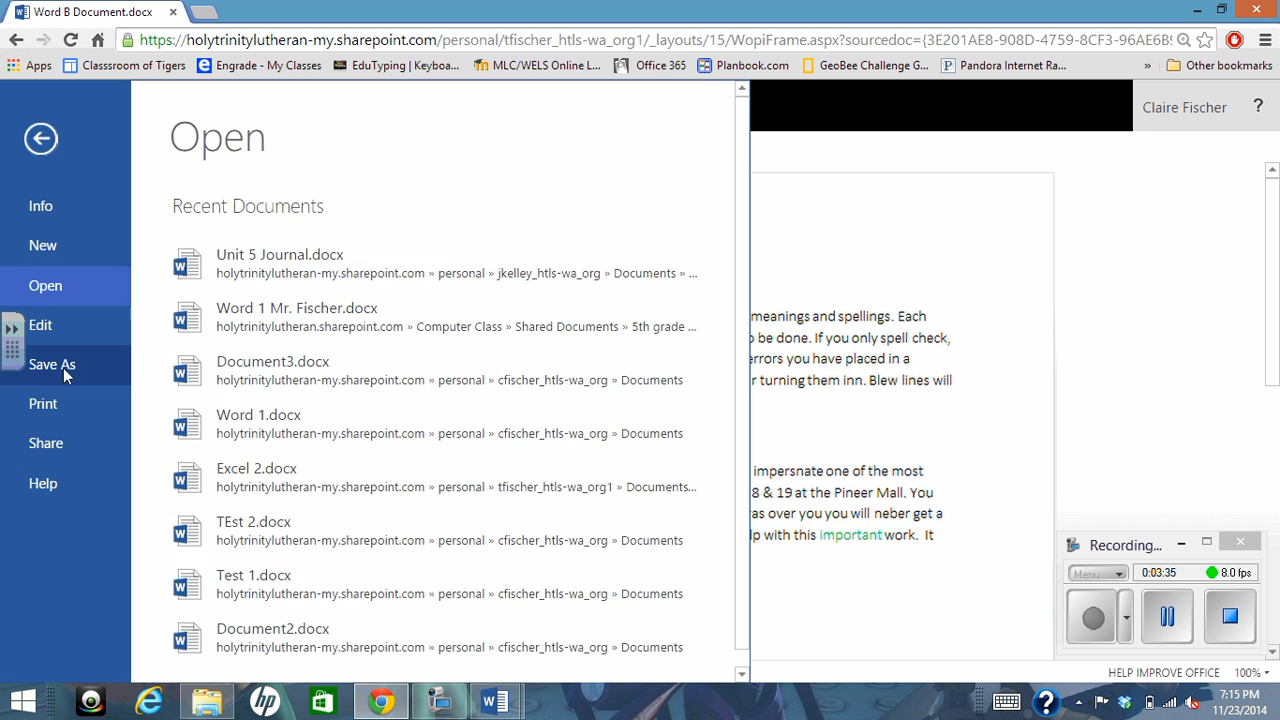 Word B Document.docx
https://holytrinitylutheran-my.sharepoint.com/personal/tfischer_htls-wa_org1/_layouts/15/WopiFrame.aspx?sourcedoc={3E201AE8-908D-4759-8CF3-96AE6B9
Apps Classsroom of Tigers Engrade - My Classes EduTyping | Keyboa... MLC/WELS Online L... Office 365 Planbook.com GeoBee Challenge G... Pandora Internet Ra... » Other bookmarks
Claire Fischer ?
Open
Info
Recent Documents
New
Unit 5 Journal.docx
holytrinitylutheran-my.sharepoint.com » personal » jkelley_htls-wa_org » Documents » ...
Open
Word 1 Mr. Fischer.docx
holytrinitylutheran.sharepoint.com » Computer Class » Shared Documents » 5th grade ...
Edit
Document3.docx
holytrinitylutheran-my.sharepoint.com » personal » cfischer_htls-wa_org » Documents
Save As
Print
Word 1.docx
holytrinitylutheran-my.sharepoint.com » personal » cfischer_htls-wa_org » Documents
Share
Excel 2.docx
holytrinitylutheran-my.sharepoint.com » personal » tfischer_htls-wa_org1 » Documents...
Help
TEst 2.docx
holytrinitylutheran-my.sharepoint.com » personal » cfischer_htls-wa_org » Documents
Test 1.docx
holytrinitylutheran-my.sharepoint.com » personal » cfischer_htls-wa_org » Documents
Document2.docx
holytrinitylutheran-my.sharepoint.com » personal » cfischer_htls-wa_org » Documents
meanings and spellings. Each
o be done. If you only spell check,
errors you have placed in a
r turning them inn. Blew lines will
impersnate one of the most
8 & 19 at the Pineer Mall. You
as over you you will neber get a
lp with this important work. It
Recording...
Menu 0:03:35 8.0 fps
HELP IMPROVE OFFICE 100%
7:15 PM
11/23/2014